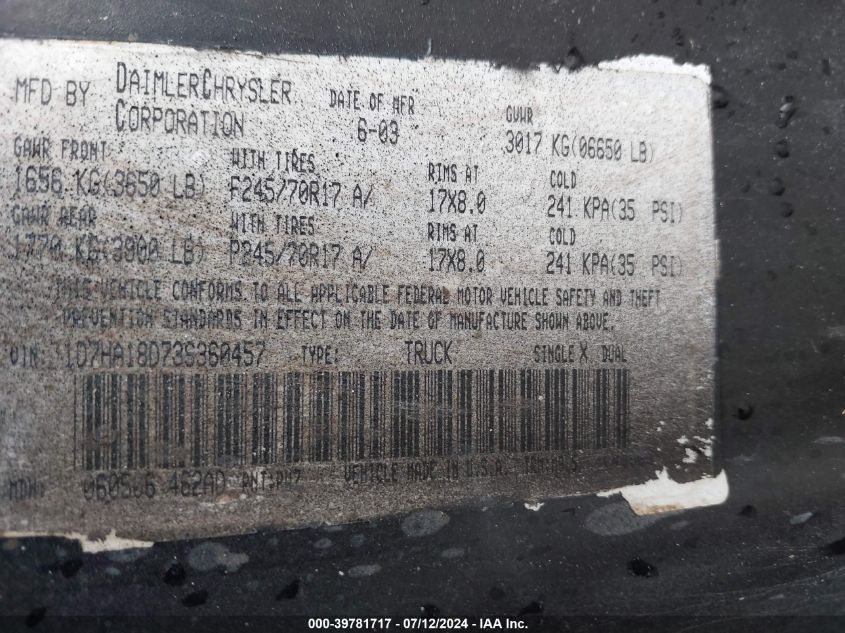 MFD BY DAIMLERCHRYSLER CORPORATION DATE OF MFR 6-03 GVWR 3017 KG(06650 LB)
GAWR FRONT WITH TIRES RIMS AT COLD
1656 KG(3650 LB) P245/70R17 A/ 17X8.0 241 KPA(35 PSI)
GAWR REAR WITH TIRES RIMS AT COLD
1770 KG(3900 LB) P245/70R17 A/ 17X8.0 241 KPA(35 PSI)
THIS VEHICLE CONFORMS TO ALL APPLICABLE FEDERAL MOTOR VEHICLE SAFETY AND THEFT
PREVENTION STANDARDS IN EFFECT ON THE DATE OF MANUFACTURE SHOWN ABOVE.
VIN: 1D7HA18D73S360457 TYPE: TRUCK SINGLE X DUAL
MDH: 462AD VEHICLE MADE IN U.S.A.
000-39781717 - 07/12/2024 - IAA Inc.